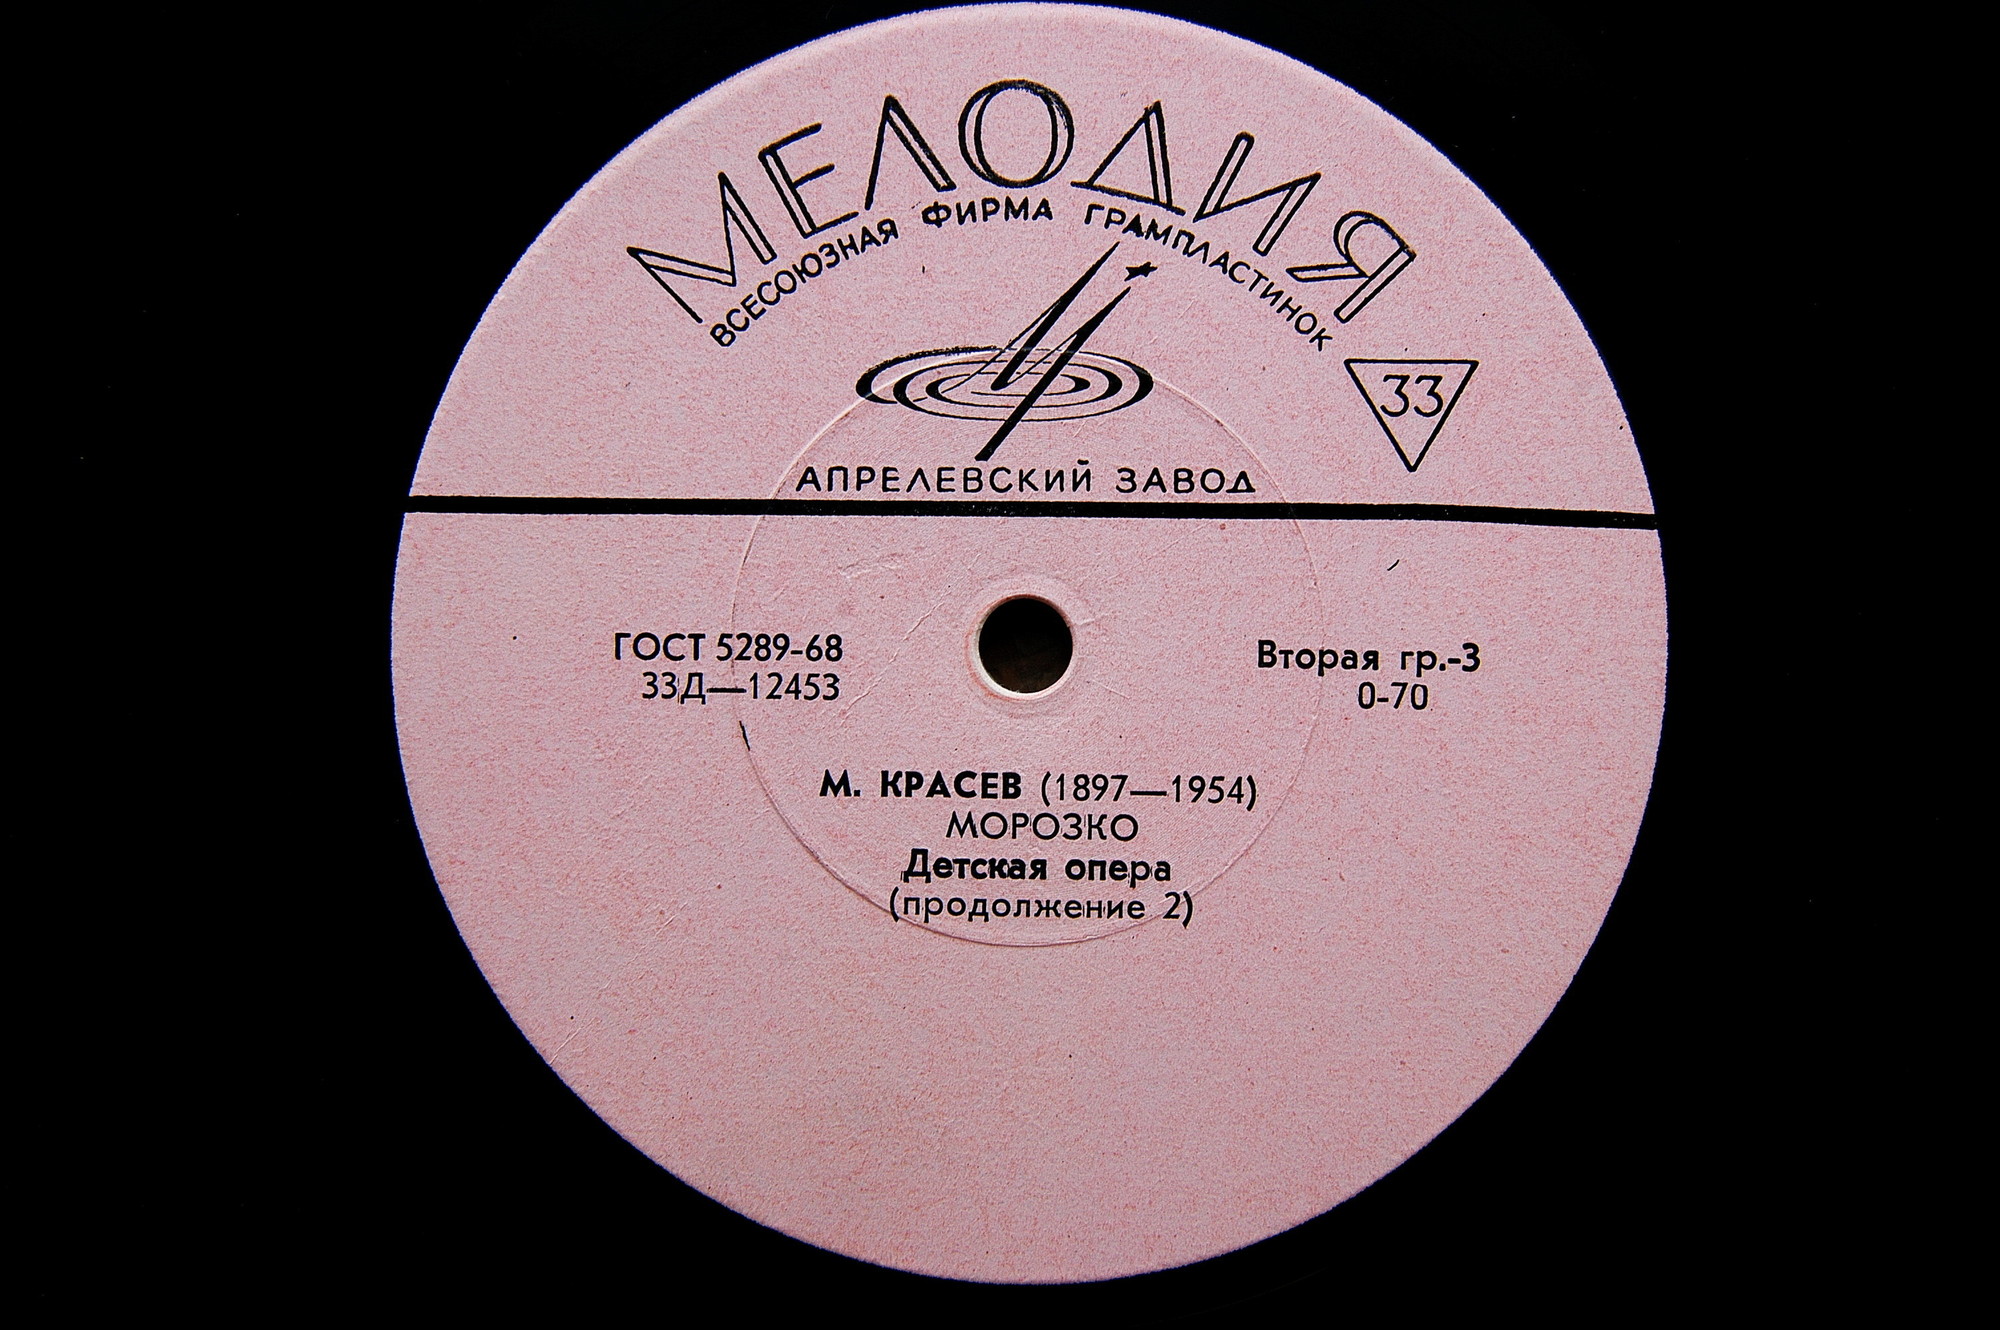 МЕЛОДИЯ
ВСЕСОЮЗНАЯ ФИРМА ГРАМПЛАСТИНОК
33
АПРЕЛЕВСКИЙ ЗАВОД
ГОСТ 5289-68
33Д—12453
Вторая гр.-3
0-70
М. КРАСЕВ (1897—1954)
МОРОЗКО
Детская опера
(продолжение 2)